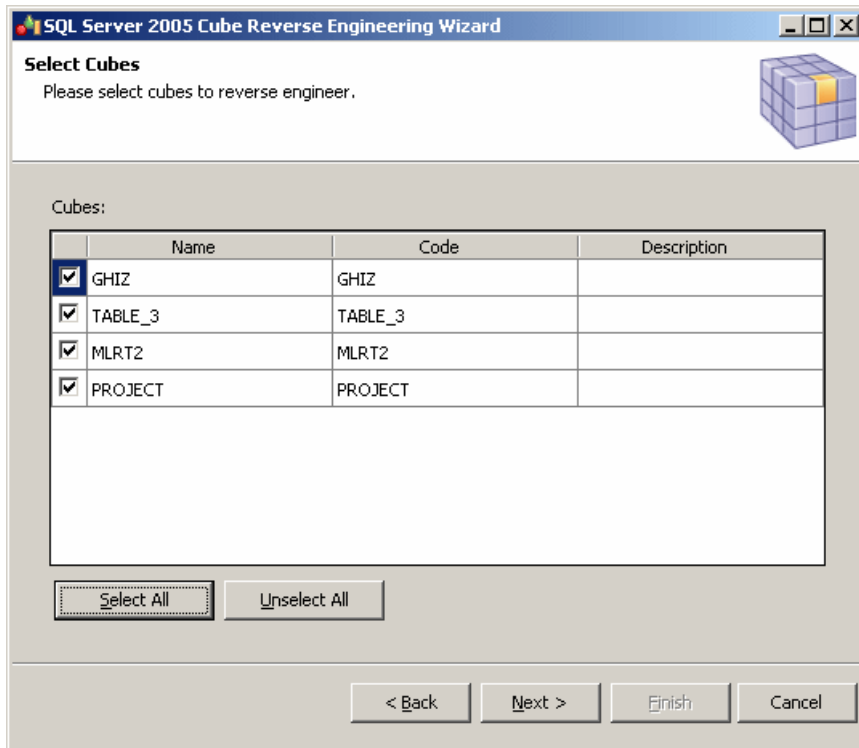 SQL Server 2005 Cube Reverse Engineering Wizard
Select Cubes
Please select cubes to reverse engineer.
Cubes:
Name Code Description
GHIZ GHIZ
TABLE_3 TABLE_3
MLRT2 MLRT2
PROJECT PROJECT
Select All Unselect All
< Back Next > Finish Cancel